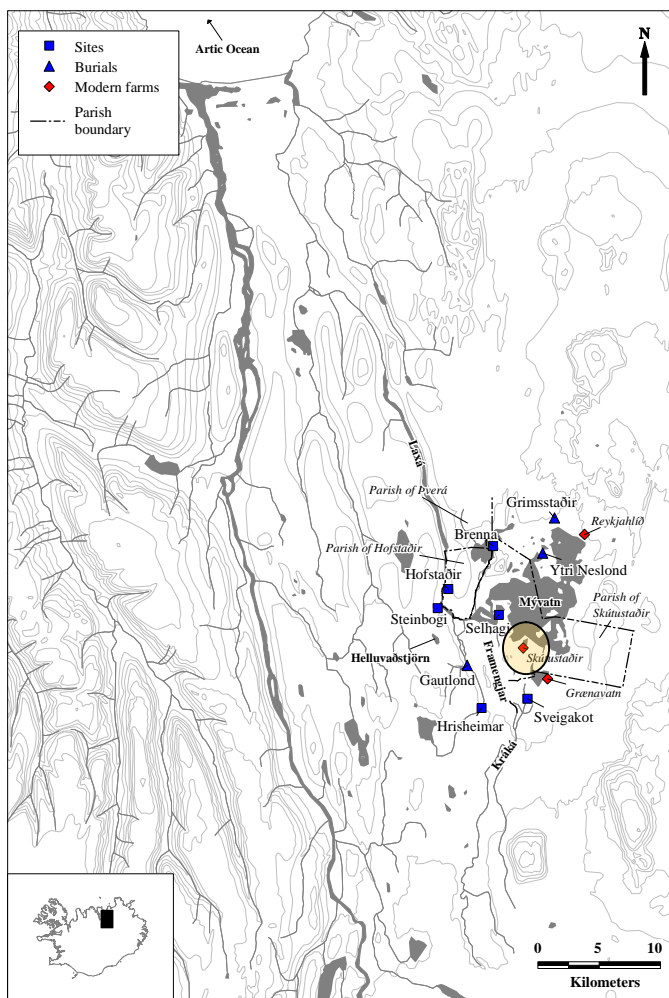 Artic Ocean
N
Sites
Burials
Modern farms
Parish
boundary
Laxá
Parish of Þverá
Grimsstaðir
Reykjahlíð
Brenna
Parish of Hofstaðir
Ytri Neslond
Hofstaðir
Mývatn
Parish of
Skútustaðir
Steinbogi
Selhagi
Helluvaðstjörn
Skútustaðir
Gautlond
Framengjar
Grænavatn
Hrisheimar
Sveigakot
Kráká
0 5 10
Kilometers